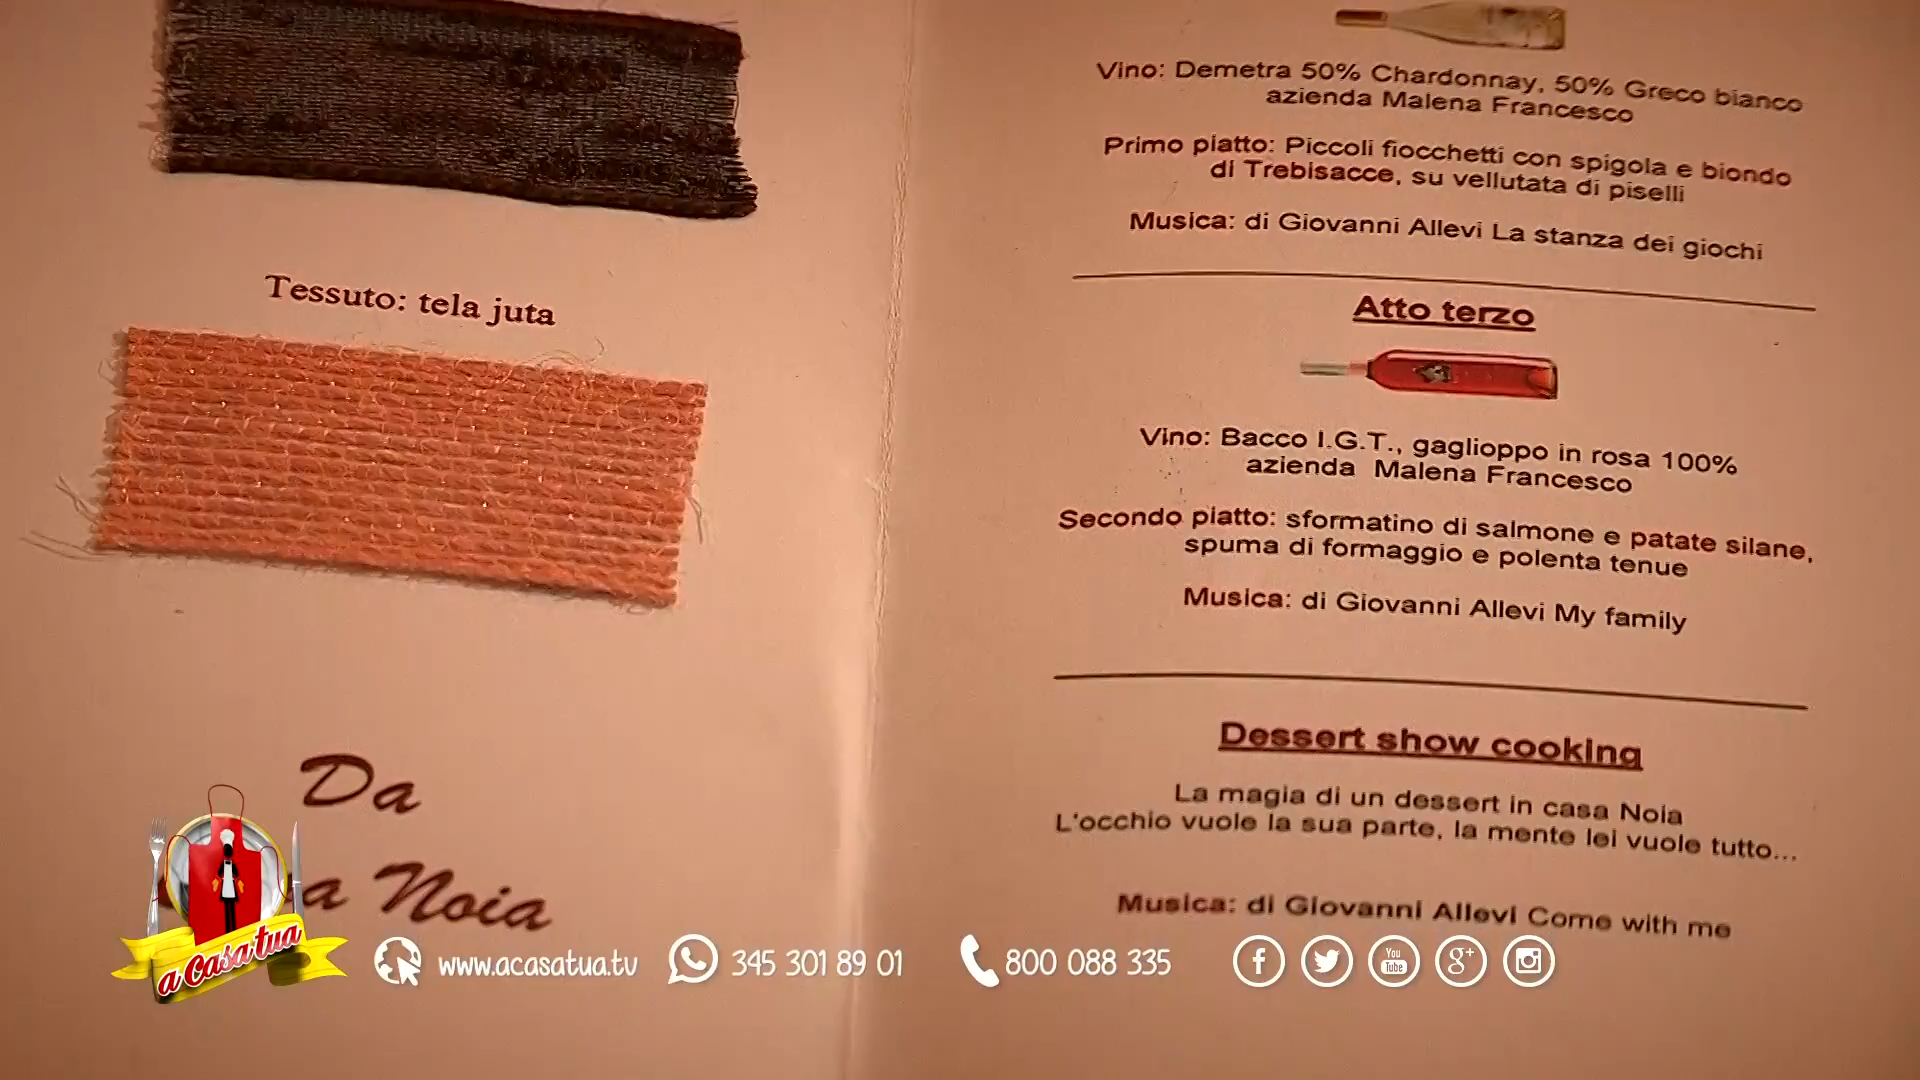 Tessuto: tela juta
Da
Noia
Vino: Demetra 50% Chardonnay, 50% Greco bianco
azienda Malena Francesco
Primo piatto: Piccoli fiocchetti con spigola e biondo
di Trebisacce, su vellutata di piselli
Musica: di Giovanni Allevi La stanza dei giochi
Atto terzo
Vino: Bacco I.G.T., gaglioppo in rosa 100%
azienda Malena Francesco
Secondo piatto: sformatino di salmone e patate silane,
spuma di formaggio e polenta tenue
Musica: di Giovanni Allevi My family
Dessert show cooking
La magia di un dessert in casa Noia
L'occhio vuole la sua parte, la mente lei vuole tutto...
Musica: di Giovanni Allevi Come with me
a Casa tua
www.acasatua.tv
345 301 89 01
800 088 335
You Tube